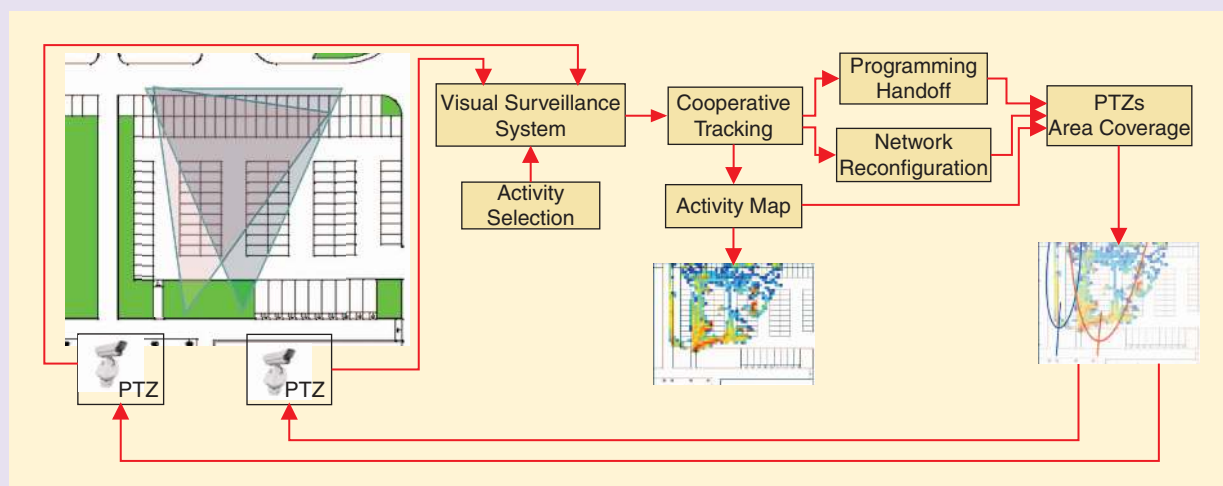 Visual Surveillance
System
Activity
Selection
Cooperative
Tracking
Activity Map
Programming
Handoff
Network
Reconfiguration
PTZs
Area Coverage
PTZ
PTZ